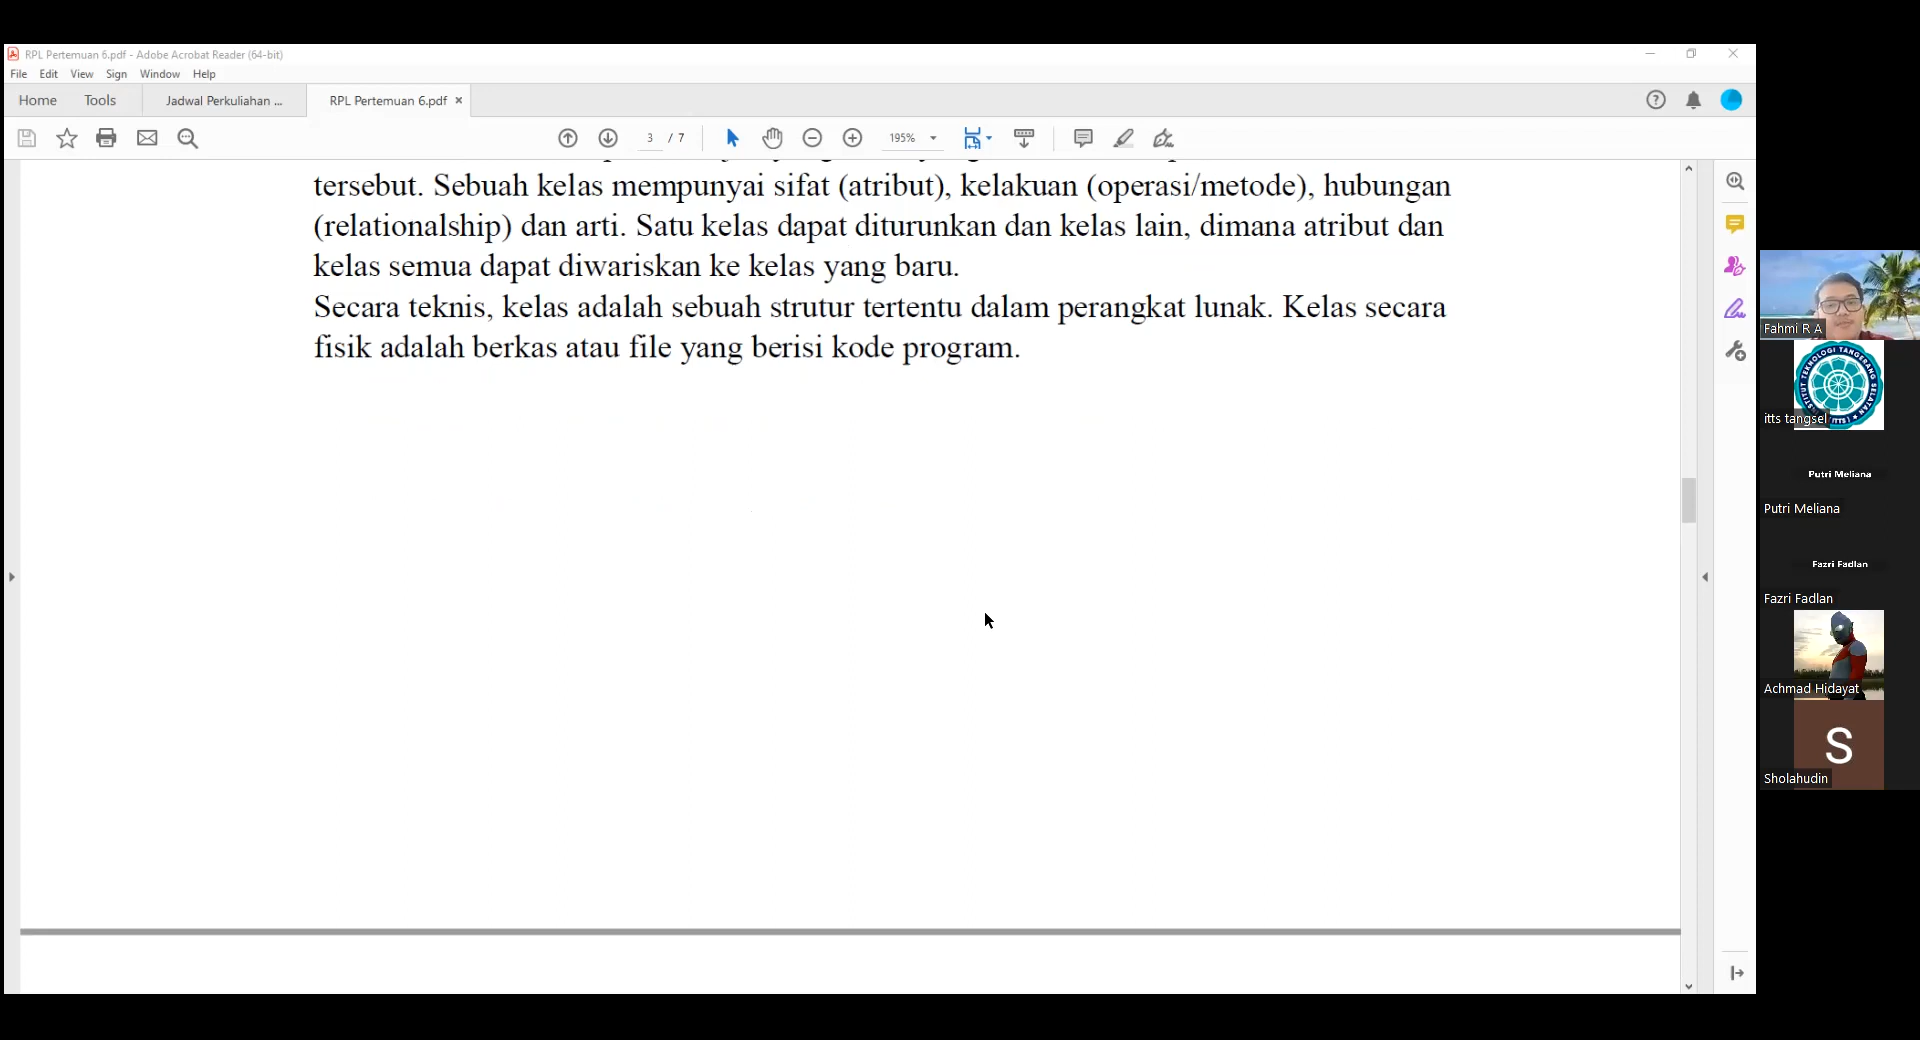 RPL Pertemuan 6.pdf - Adobe Acrobat Reader (64-bit)
File Edit View Sign Window Help
Home Tools Jadwal Perkuliahan ... RPL Pertemuan 6.pdf ×
3 / 7 195%
tersebut. Sebuah kelas mempunyai sifat (atribut), kelakuan (operasi/metode), hubungan
(relationalship) dan arti. Satu kelas dapat diturunkan dan kelas lain, dimana atribut dan
kelas semua dapat diwariskan ke kelas yang baru.
Secara teknis, kelas adalah sebuah strutur tertentu dalam perangkat lunak. Kelas secara
fisik adalah berkas atau file yang berisi kode program.
Fahmi R A
INSTITUT TEKNOLOGI TANGERANG SELATAN
itts tangsel
Putri Meliana
Putri Meliana
Fazri Fadlan
Fazri Fadlan
Achmad Hidayat
S
Sholahudin